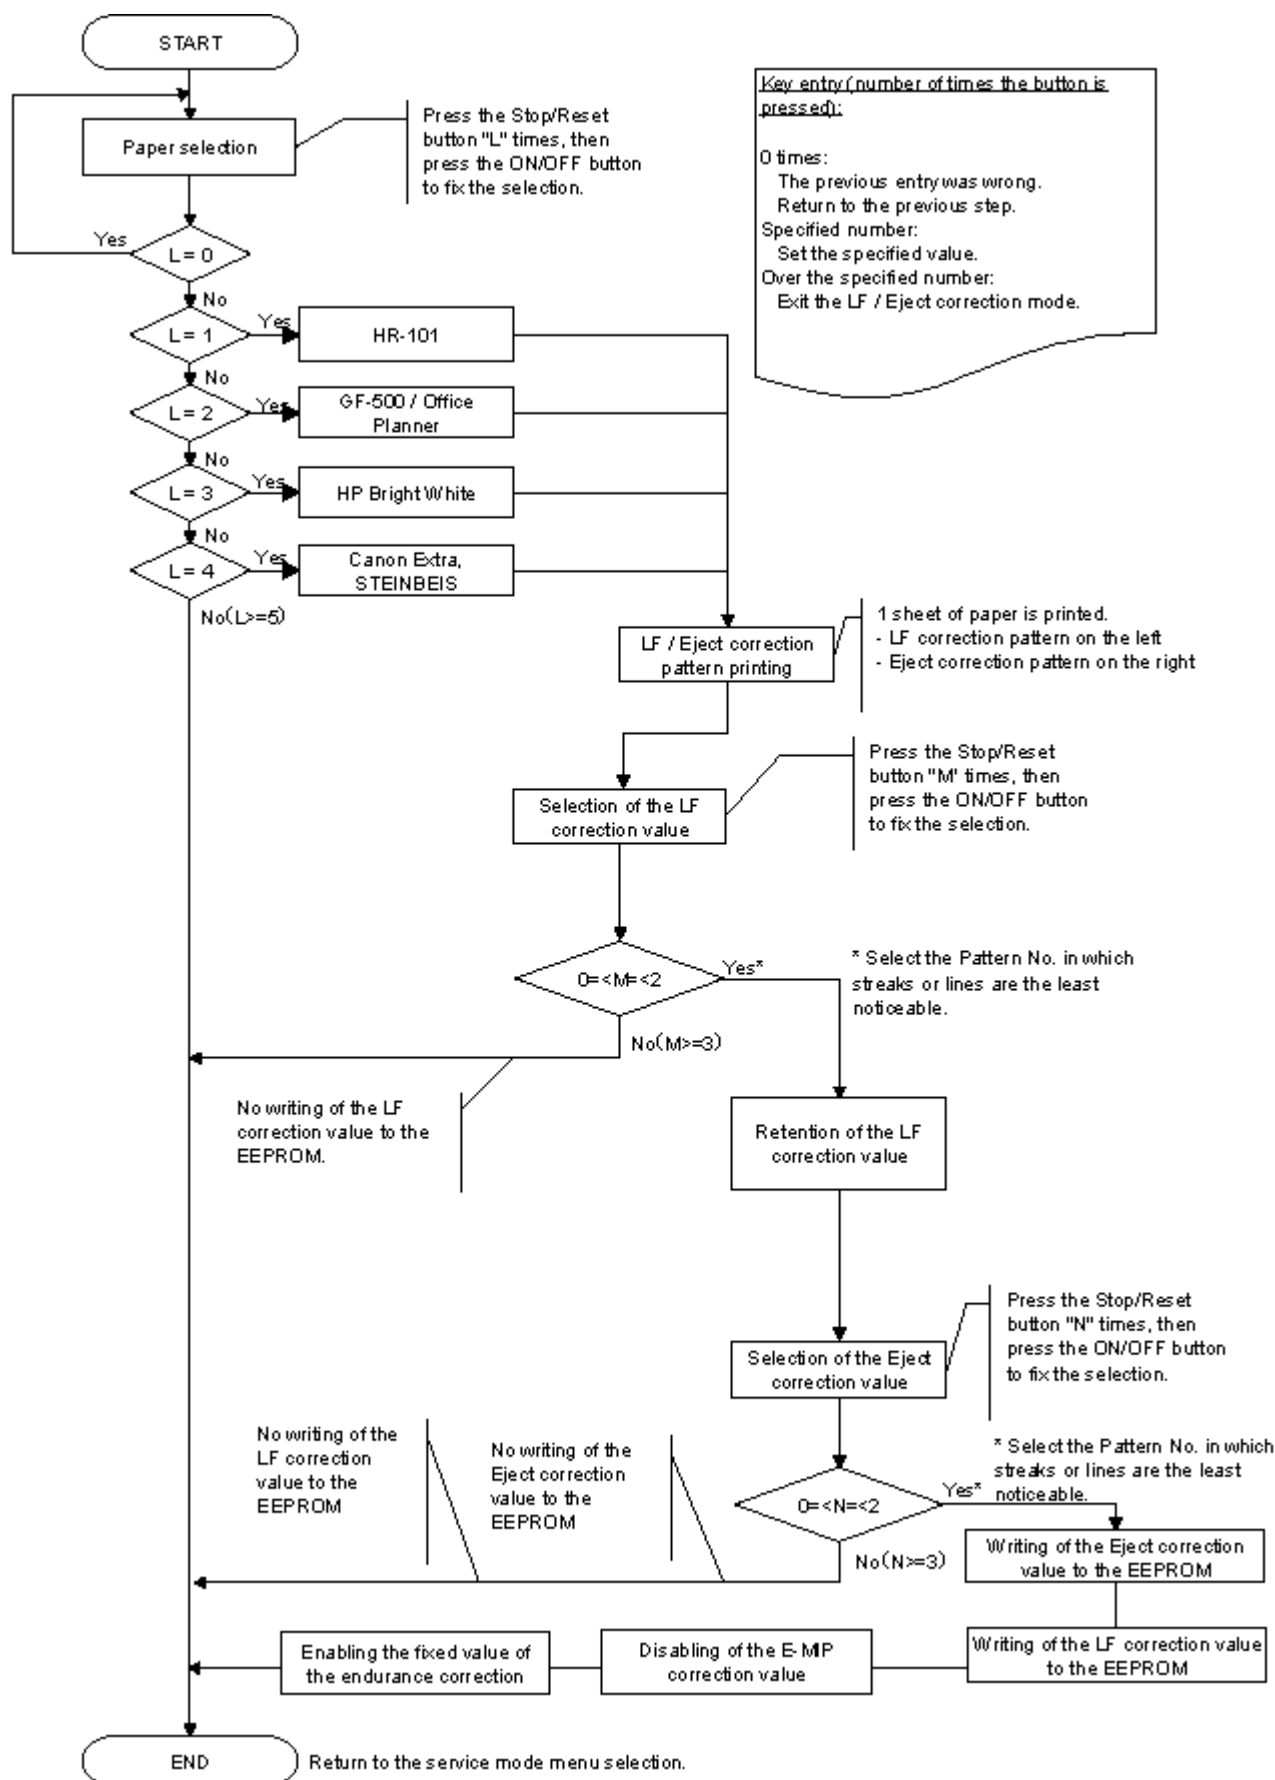 START
Key entry (number of times the button is
pressed):
0 times:
The previous entry was wrong.
Return to the previous step.
Specified number:
Set the specified value.
Over the specified number:
Exit the LF / Eject correction mode.
Paper selection
Press the Stop/Reset
button "L" times, then
press the ON/OFF button
to fix the selection.
Yes
L = 0
No
L = 1
Yes
HR-101
No
L = 2
Yes
GF-500 / Office
Planner
No
L = 3
Yes
HP Bright White
No
L = 4
Yes
Canon Extra,
STEINBEIS
No(L>=5)
LF / Eject correction
pattern printing
1 sheet of paper is printed.
- LF correction pattern on the left
- Eject correction pattern on the right
Selection of the LF
correction value
Press the Stop/Reset
button "M' times, then
press the ON/OFF button
to fix the selection.
0=<M=<2
Yes*
* Select the Pattern No. in which
streaks or lines are the least
noticeable.
No(M>=3)
No writing of the LF
correction value to the
EEPROM.
Retention of the LF
correction value
Selection of the Eject
correction value
Press the Stop/Reset
button "N" times, then
press the ON/OFF button
to fix the selection.
No writing of the
LF correction
value to the
EEPROM
No writing of the
Eject correction
value to the
EEPROM
0=<N=<2
Yes*
* Select the Pattern No. in which
streaks or lines are the least
noticeable.
No(N>=3)
Writing of the Eject correction
value to the EEPROM
Writing of the LF correction value
to the EEPROM
Disabling of the E-MIP
correction value
Enabling the fixed value of
the endurance correction
END
Return to the service mode menu selection.